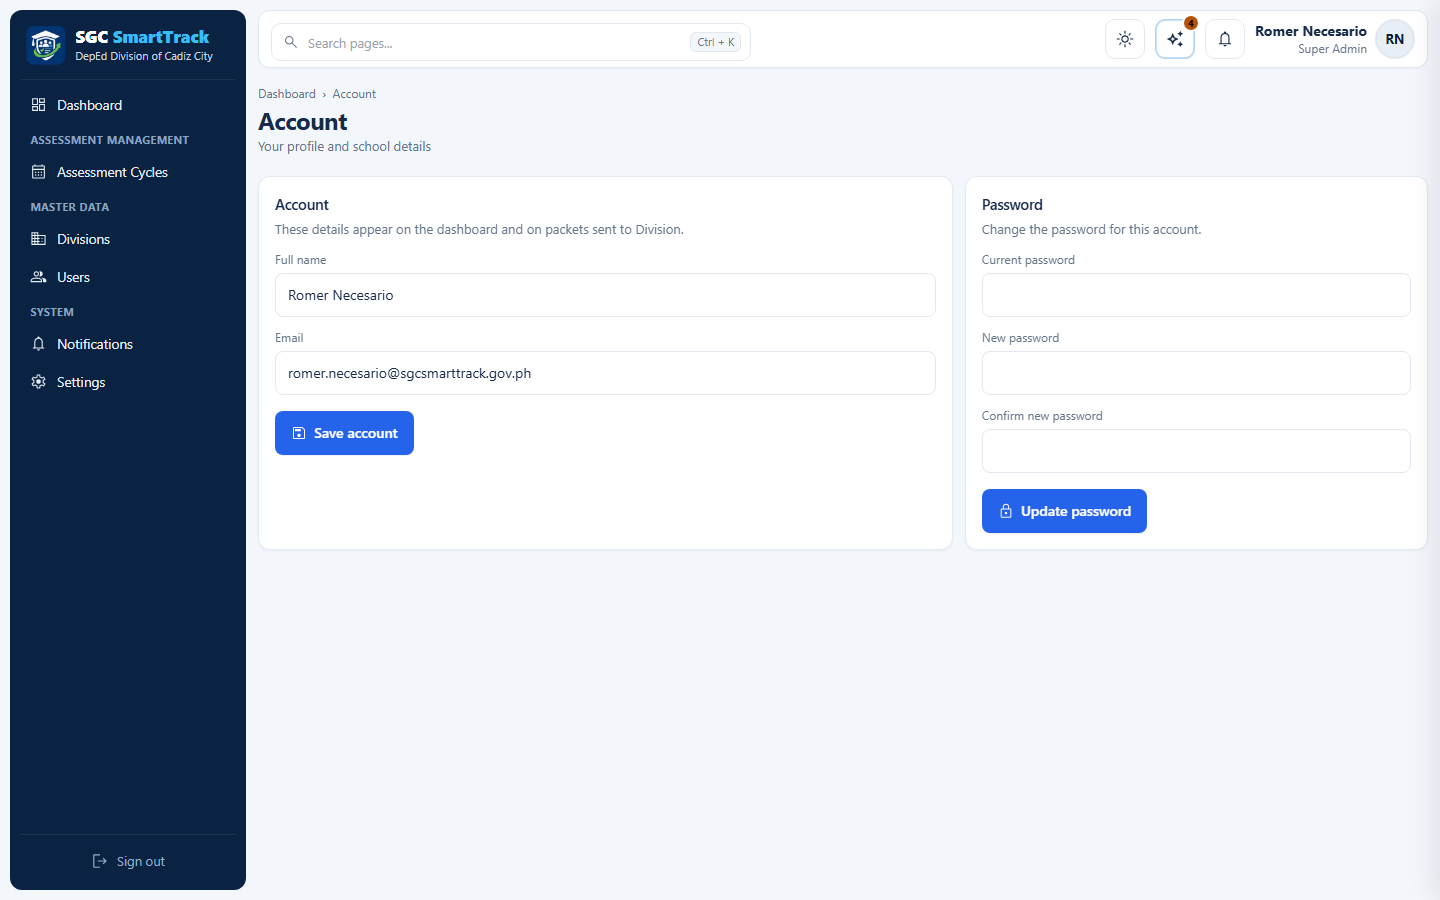 SGC SmartTrack
DepEd Division of Cadiz City
Dashboard
ASSESSMENT MANAGEMENT
Assessment Cycles
MASTER DATA
Divisions
Users
SYSTEM
Notifications
Settings
Sign out
Search pages...
Ctrl + K
4
Romer Necesario
Super Admin
RN
Dashboard › Account
Account
Your profile and school details
Account
These details appear on the dashboard and on packets sent to Division.
Full name
Romer Necesario
Email
romer.necesario@sgcsmarttrack.gov.ph
Save account
Password
Change the password for this account.
Current password
New password
Confirm new password
Update password